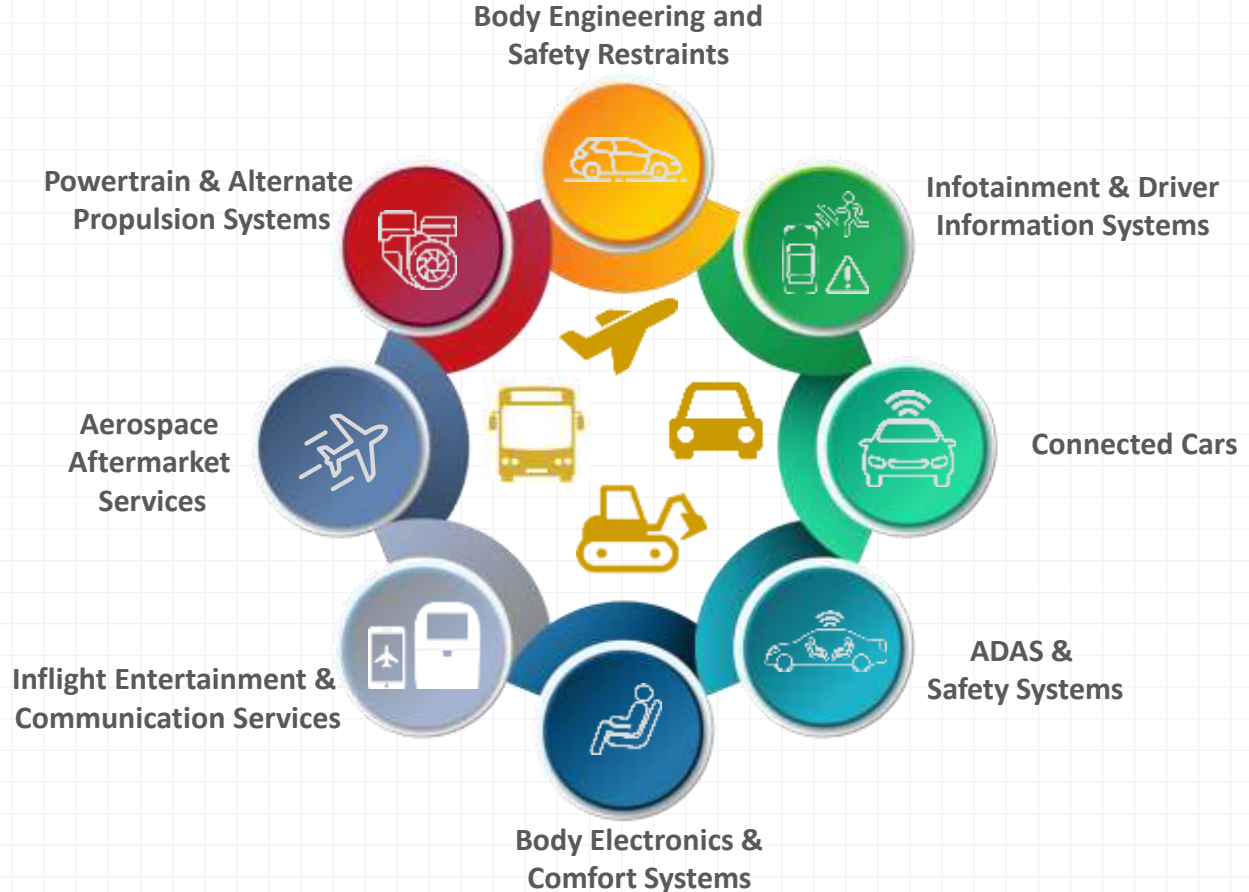 Body Engineering and
Safety Restraints
Powertrain & Alternate
Propulsion Systems
Infotainment & Driver
Information Systems
Aerospace
Aftermarket
Services
Connected Cars
Inflight Entertainment &
Communication Services
ADAS &
Safety Systems
Body Electronics &
Comfort Systems